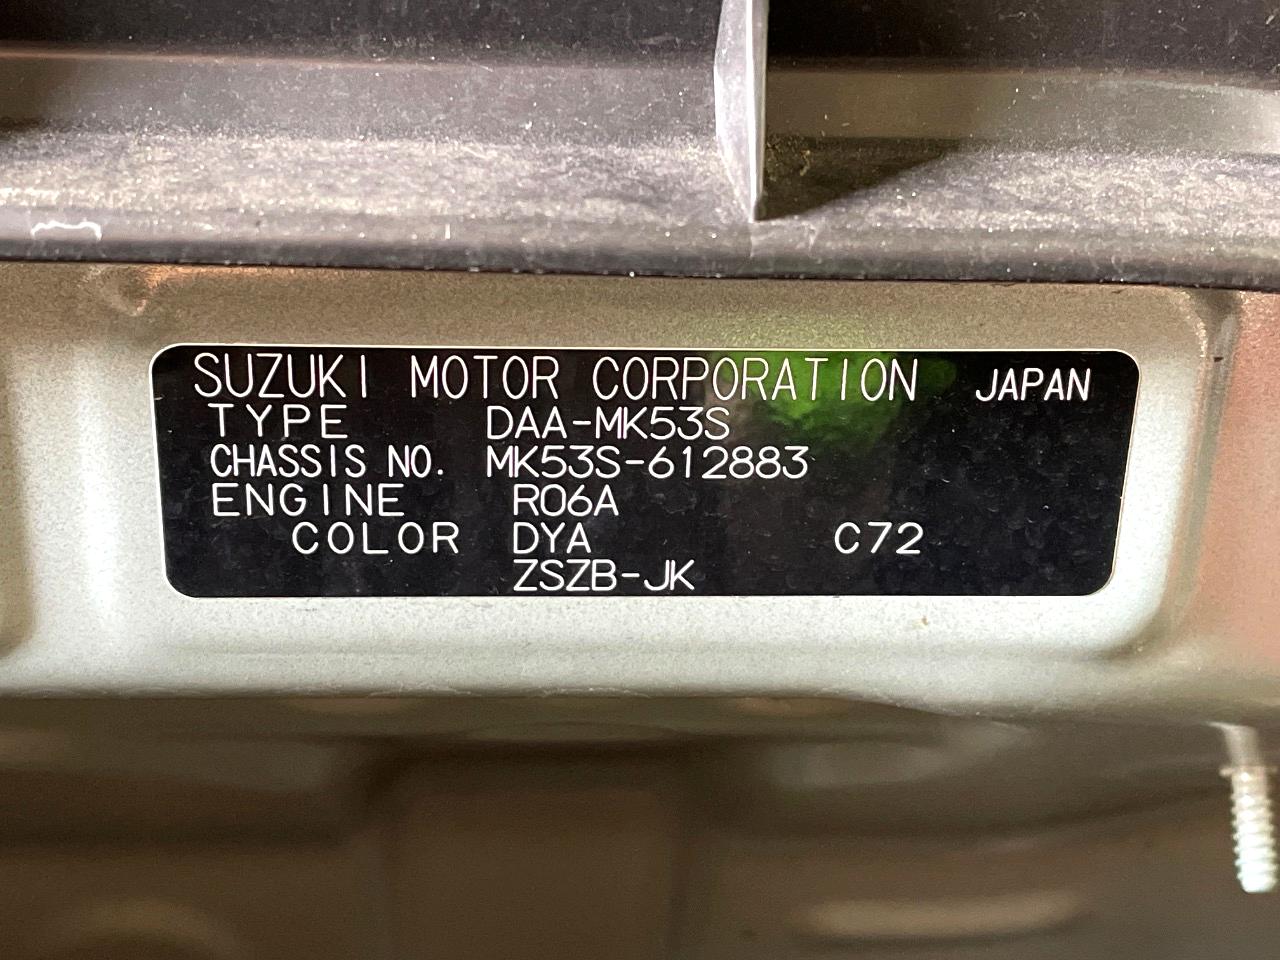 SUZUKI MOTOR CORPORATION JAPAN
TYPE DAA-MK53S
CHASSIS NO. MK53S-612883
ENGINE R06A
COLOR DYA C72
ZSZB-JK